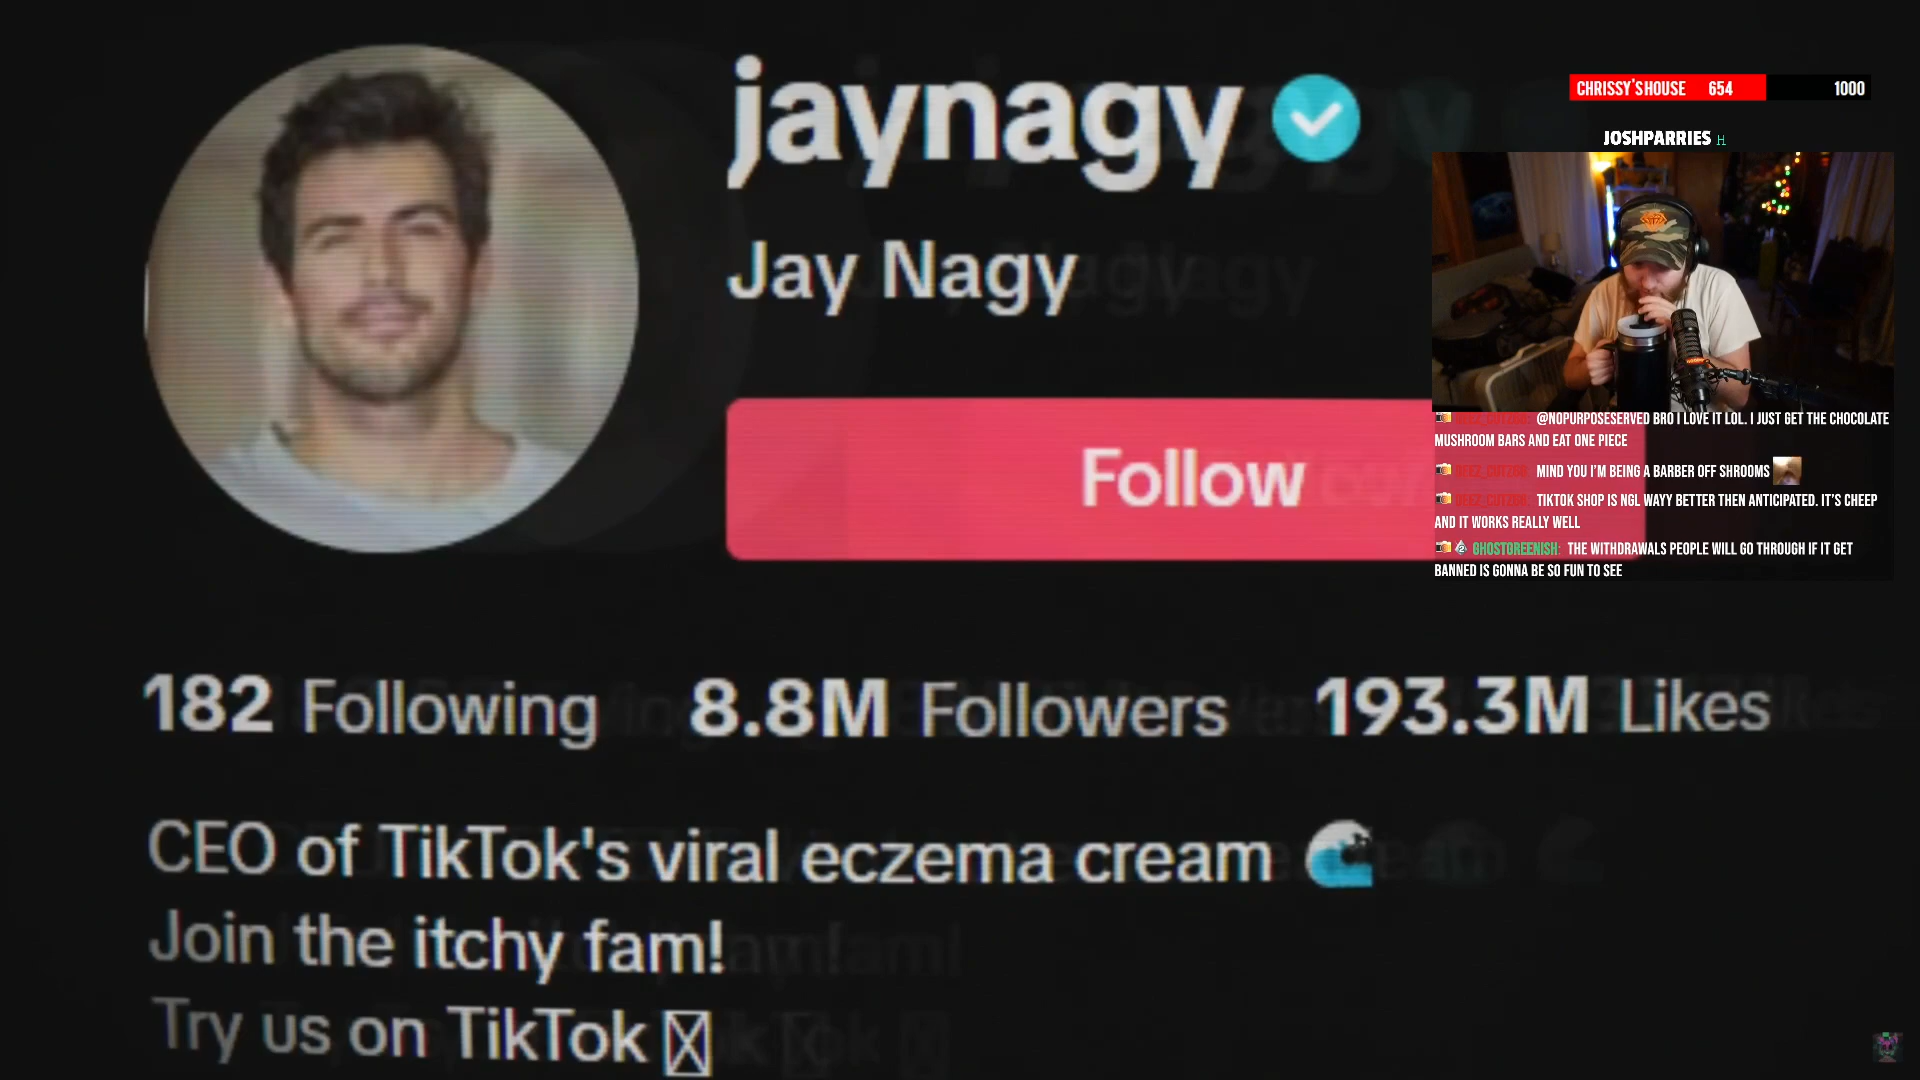 jaynagy
Jay Nagy
Follow
182 Following 8.8M Followers 193.3M Likes
CEO of TikTok's viral eczema cream
Join the itchy fam!
Try us on TikTok
CHRISSY'S HOUSE 654 1000
JOSHPARRIES H
@NOPURPOSESERVED BRO I LOVE IT LOL. I JUST GET THE CHOCOLATE
MUSHROOM BARS AND EAT ONE PIECE
MIND YOU I'M BEING A BARBER OFF SHROOMS
TIKTOK SHOP IS NGL WAYY BETTER THEN ANTICIPATED. IT'S CHEEP
AND IT WORKS REALLY WELL
GHOSTGREENISH: THE WITHDRAWALS PEOPLE WILL GO THROUGH IF IT GET
BANNED IS GONNA BE SO FUN TO SEE